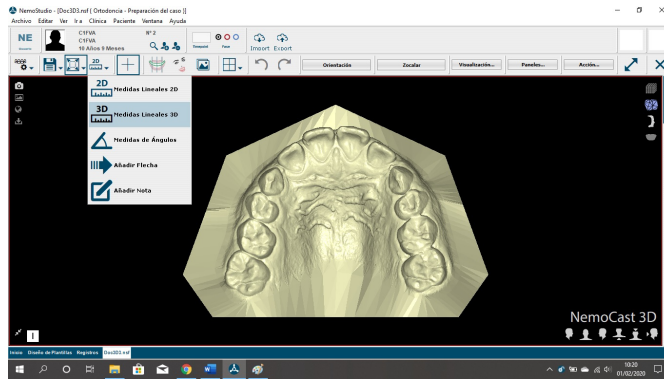 NemoStudio - [Doc3D3.nsf ( Ortodoncia - Preparación del caso )]
Archivo Editar Ver Ir a Clínica Paciente Ventana Ayuda
NE
C1FVA
C1FVA
10 Años 9 Meses
Nº 2
Import Export
2D
Orientación
Zocalar
Visualización...
Paneles...
Acción...
2D
Medidas Lineales 2D
3D
Medidas Lineales 3D
Medidas de Ángulos
Añadir Flecha
Añadir Nota
I
NemoCast 3D
Inicio Diseño de Plantillas Registros Doc3D3.nsf
10:20
01/02/2020